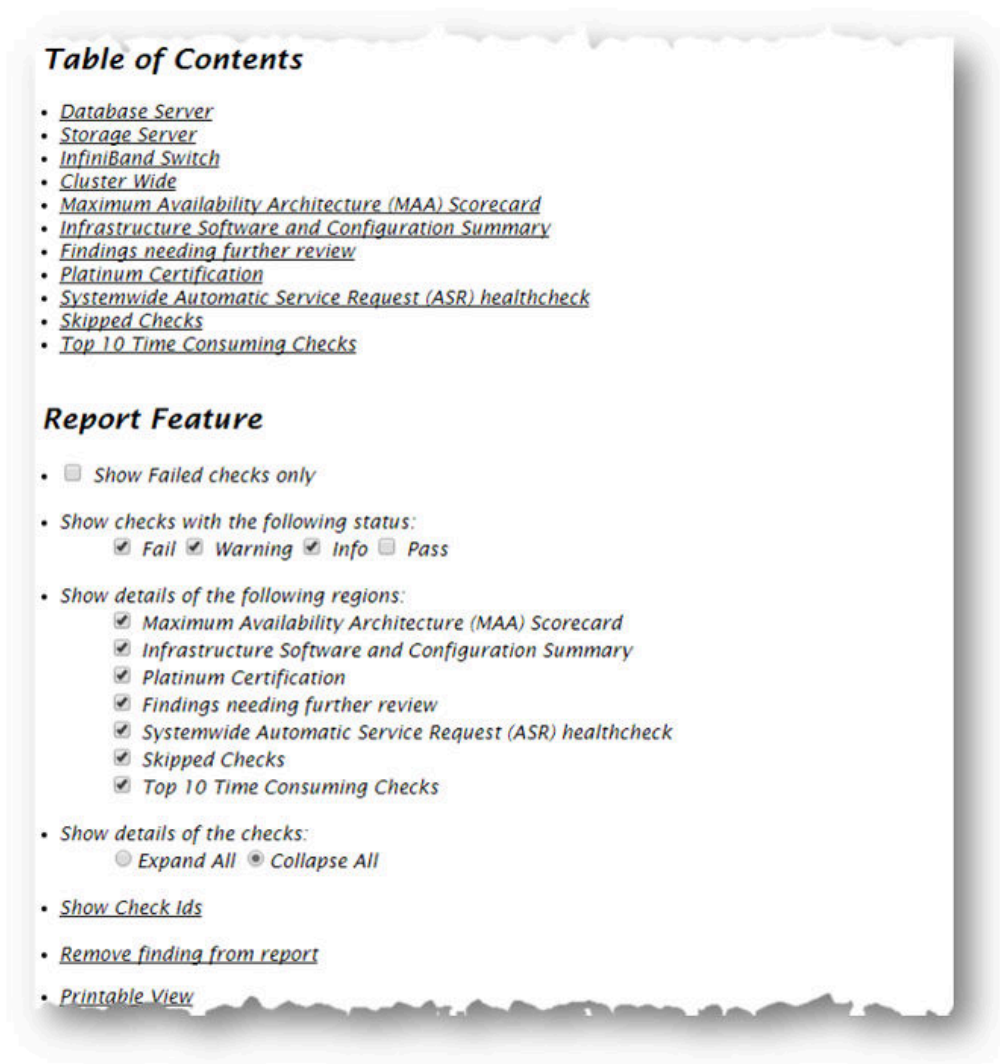 Table of Contents
• Database Server
• Storage Server
• InfiniBand Switch
• Cluster Wide
• Maximum Availability Architecture (MAA) Scorecard
• Infrastructure Software and Configuration Summary
• Findings needing further review
• Platinum Certification
• Systemwide Automatic Service Request (ASR) healthcheck
• Skipped Checks
• Top 10 Time Consuming Checks
Report Feature
• Show Failed checks only
• Show checks with the following status:
Fail Warning Info Pass
• Show details of the following regions:
Maximum Availability Architecture (MAA) Scorecard
Infrastructure Software and Configuration Summary
Platinum Certification
Findings needing further review
Systemwide Automatic Service Request (ASR) healthcheck
Skipped Checks
Top 10 Time Consuming Checks
• Show details of the checks:
Expand All Collapse All
• Show Check Ids
• Remove finding from report
• Printable View